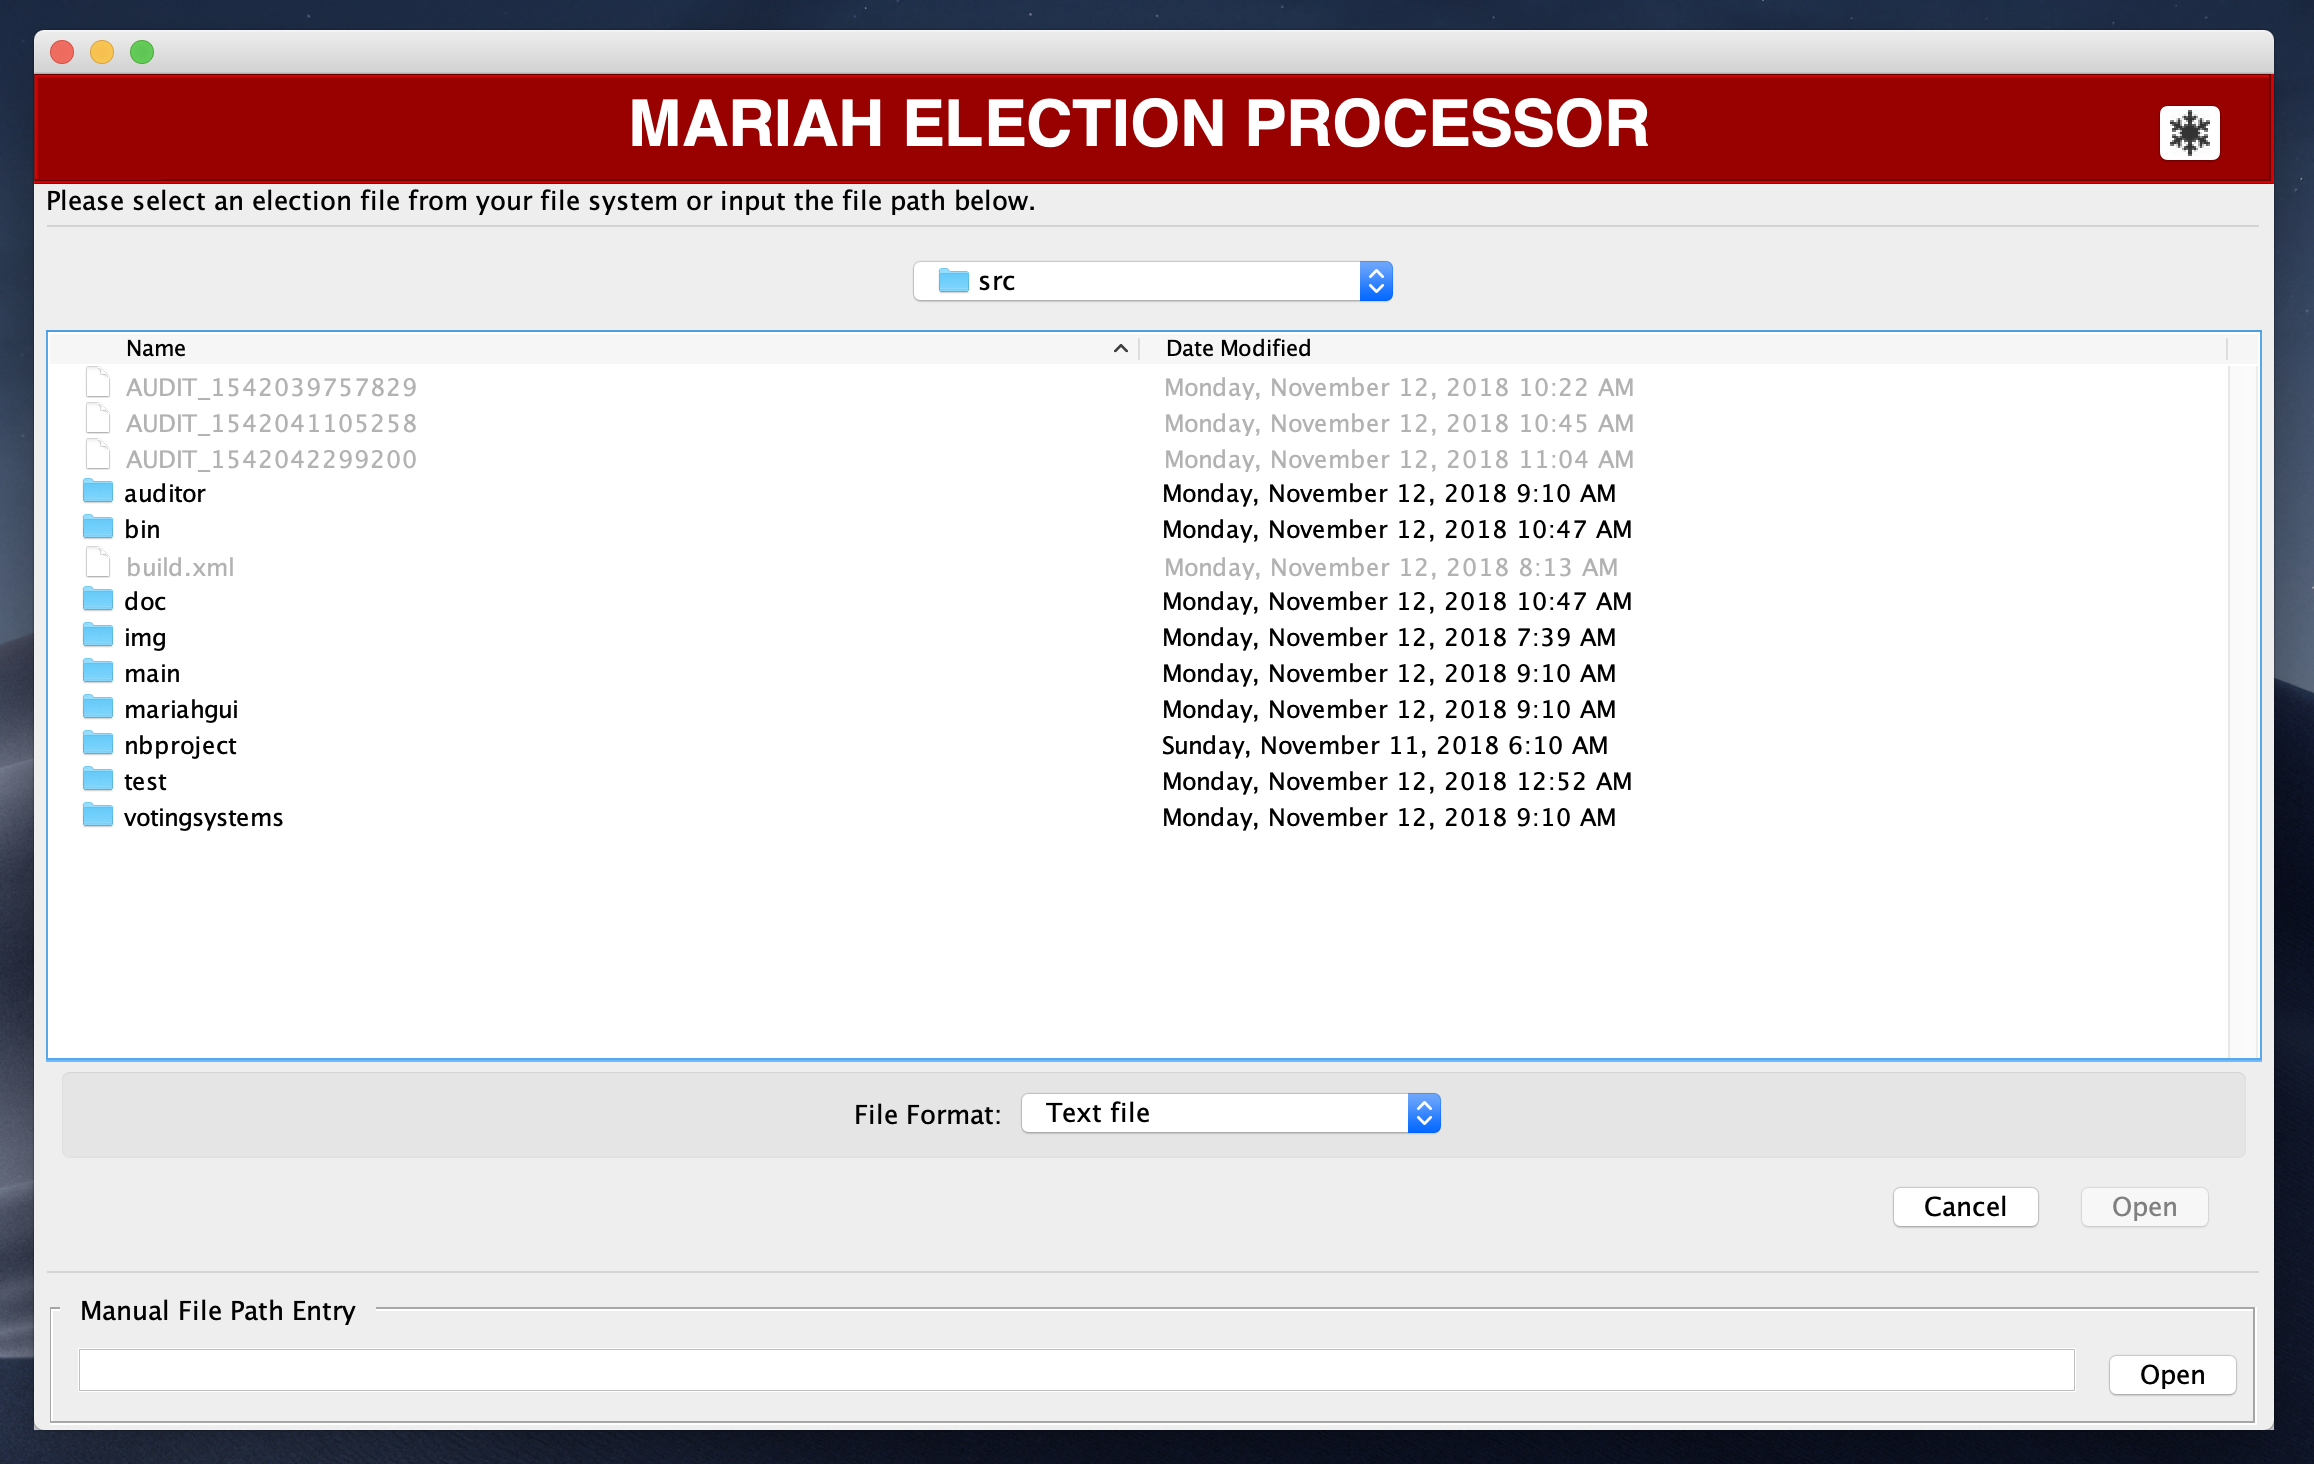 MARIAH ELECTION PROCESSOR
Please select an election file from your file system or input the file path below.
src
Name Date Modified
AUDIT_1542039757829 Monday, November 12, 2018 10:22 AM
AUDIT_1542041105258 Monday, November 12, 2018 10:45 AM
AUDIT_1542042299200 Monday, November 12, 2018 11:04 AM
auditor Monday, November 12, 2018 9:10 AM
bin Monday, November 12, 2018 10:47 AM
build.xml Monday, November 12, 2018 8:13 AM
doc Monday, November 12, 2018 10:47 AM
img Monday, November 12, 2018 7:39 AM
main Monday, November 12, 2018 9:10 AM
mariahgui Monday, November 12, 2018 9:10 AM
nbproject Sunday, November 11, 2018 6:10 AM
test Monday, November 12, 2018 12:52 AM
votingsystems Monday, November 12, 2018 9:10 AM
File Format: Text file
Cancel Open
Manual File Path Entry
Open